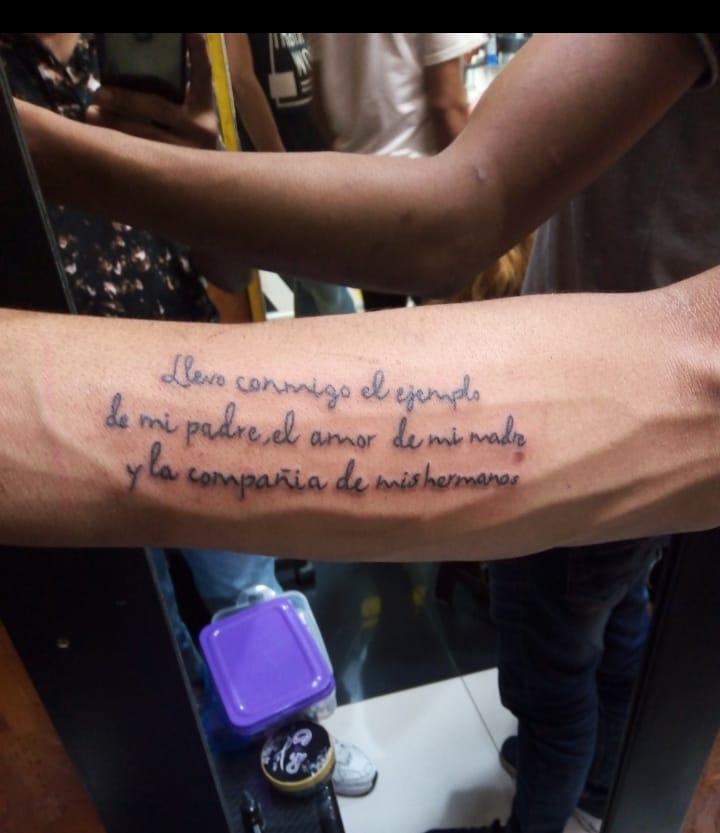 Llevo conmigo el ejemplo
de mi padre, el amor de mi madre
y la compañia de mis hermanos